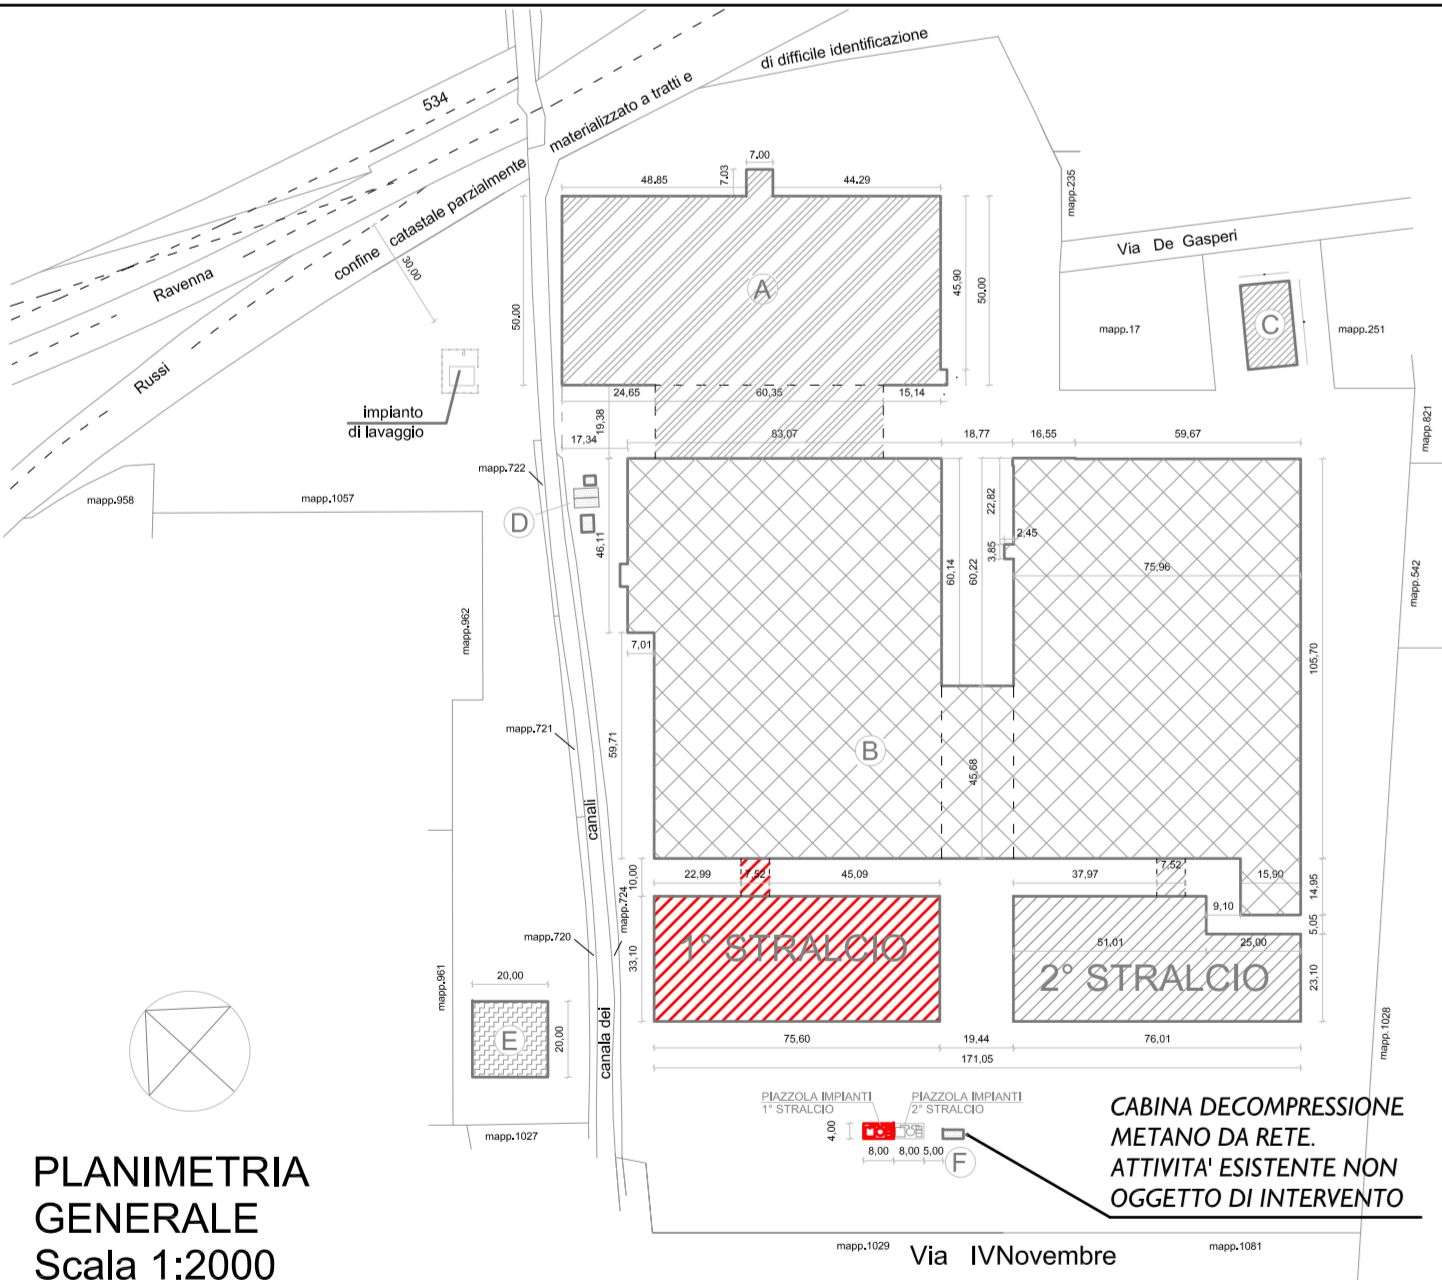 534
confine catastale parzialmente materializzato a tratti e di difficile identificazione
Ravenna
Russi
30,00
impianto
di lavaggio
7.00
7.03
48.85
44.29
mapp.235
Via De Gasperi
50.00
A
45,90
50.00
mapp.17
C
mapp.251
24,65
60,35
15,14
19,38
17,34
83,07
18,77
16,55
59,67
mapp.821
mapp.722
mapp.958
mapp.1057
D
46,11
22,82
2,45
3,85
60,14
60,22
75,96
mapp.542
mapp.962
7,01
105,70
mapp.721
59,71
B
45,68
canali
10,00
22,99
7,52
45,09
37,97
7,52
15,90
14,95
9,10
5,05
mapp.724
mapp.720
33,10
1° STRALCIO
51,01
25,00
2° STRALCIO
23,10
mapp.961
20,00
E
20,00
canala dei
75,60
19,44
76,01
171,05
mapp.1028
PIAZZOLA IMPIANTI
1° STRALCIO
PIAZZOLA IMPIANTI
2° STRALCIO
4,00
8,00
8,00
5,00
F
CABINA DECOMPRESSIONE
METANO DA RETE.
ATTIVITA' ESISTENTE NON
OGGETTO DI INTERVENTO
mapp.1027
PLANIMETRIA
GENERALE
Scala 1:2000
mapp.1029
Via IVNovembre
mapp.1081